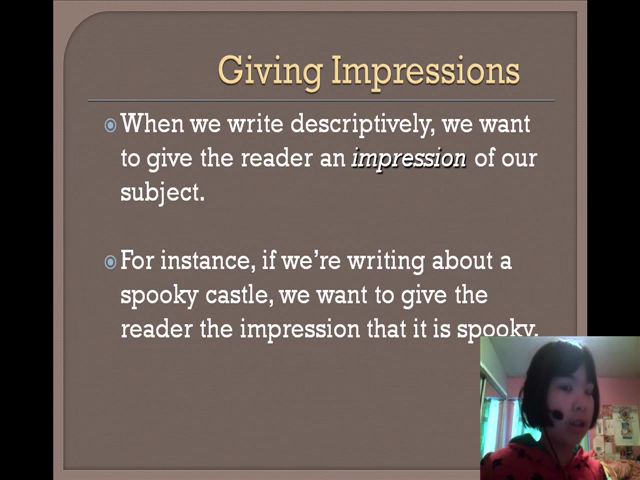 Giving Impressions
When we write descriptively, we want
to give the reader an impression of our
subject.
For instance, if we're writing about a
spooky castle, we want to give the
reader the impression that it is spooky.